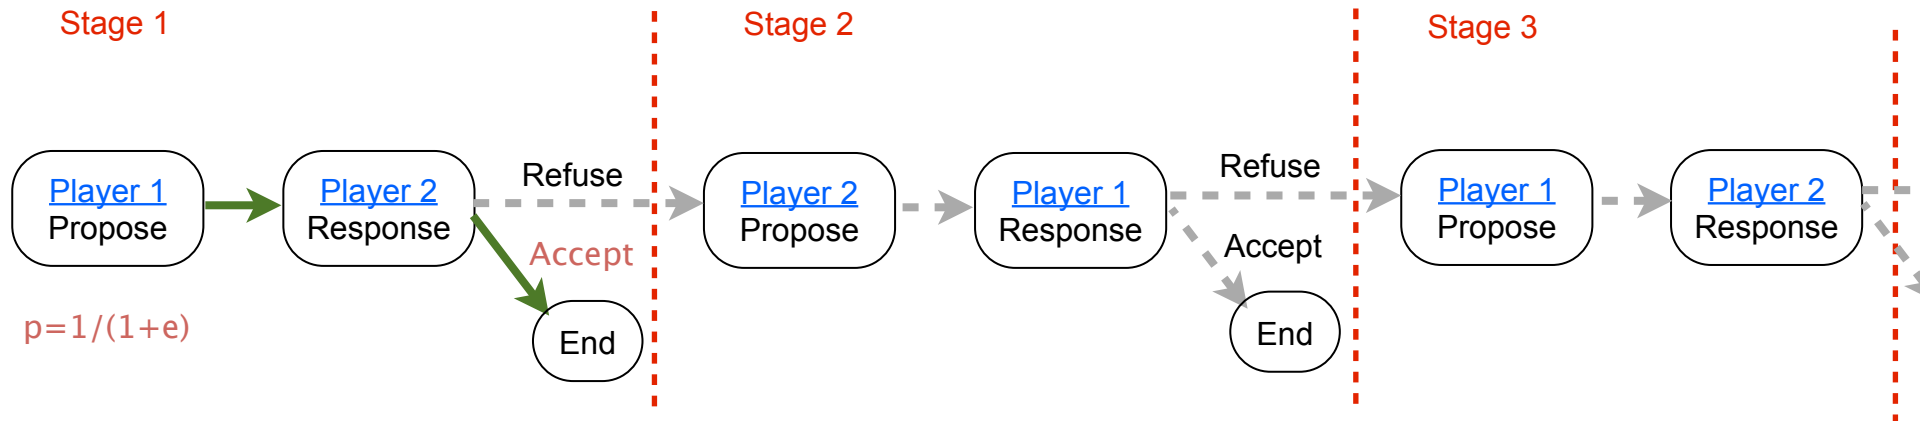 Stage 1
Stage 2
Stage 3
Player 1
Propose
Player 2
Response
Refuse
Accept
End
p=1/(1+e)
Player 2
Propose
Player 1
Response
Refuse
Accept
End
Player 1
Propose
Player 2
Response